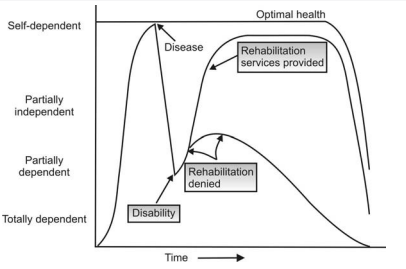 Optimal health
Self-dependent
Disease
Rehabilitation
services provided
Partially
independent
Partially
dependent
Rehabilitation
denied
Disability
Totally dependent
Time